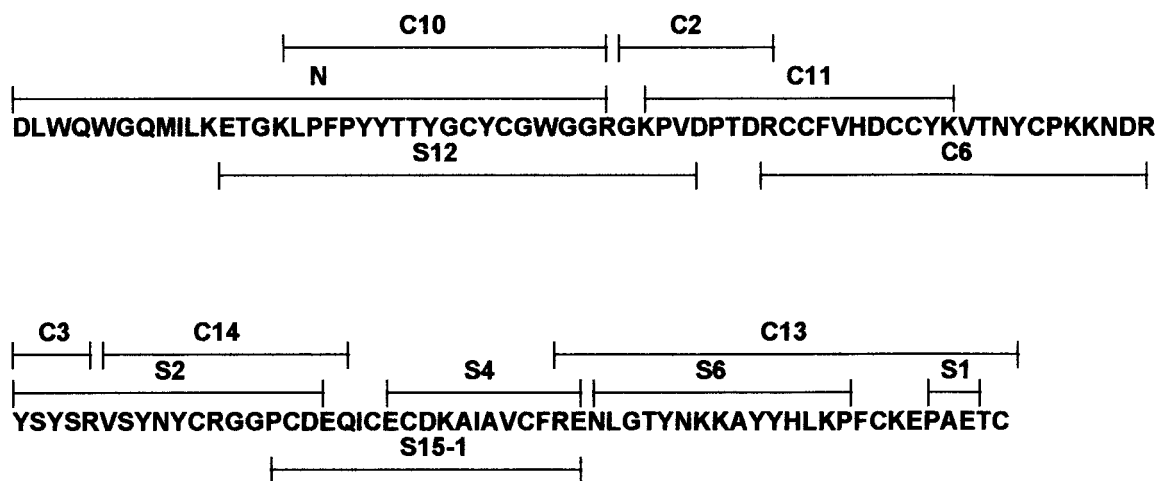 C10 C2
N C11
DLWQWGQMILKETGKLPFPYYTTYGCYCGWGGRGKPVDPTDRCCFVHDCCYKVTNYCPKKNDR
S12 C6
C3 C14 C13
S2 S4 S6 S1
YSYSRVSYNYCRGGPCDEQICECDKAIAVCFRENLGTYNKKAYYHLKPFCKEPAETC
S15-1